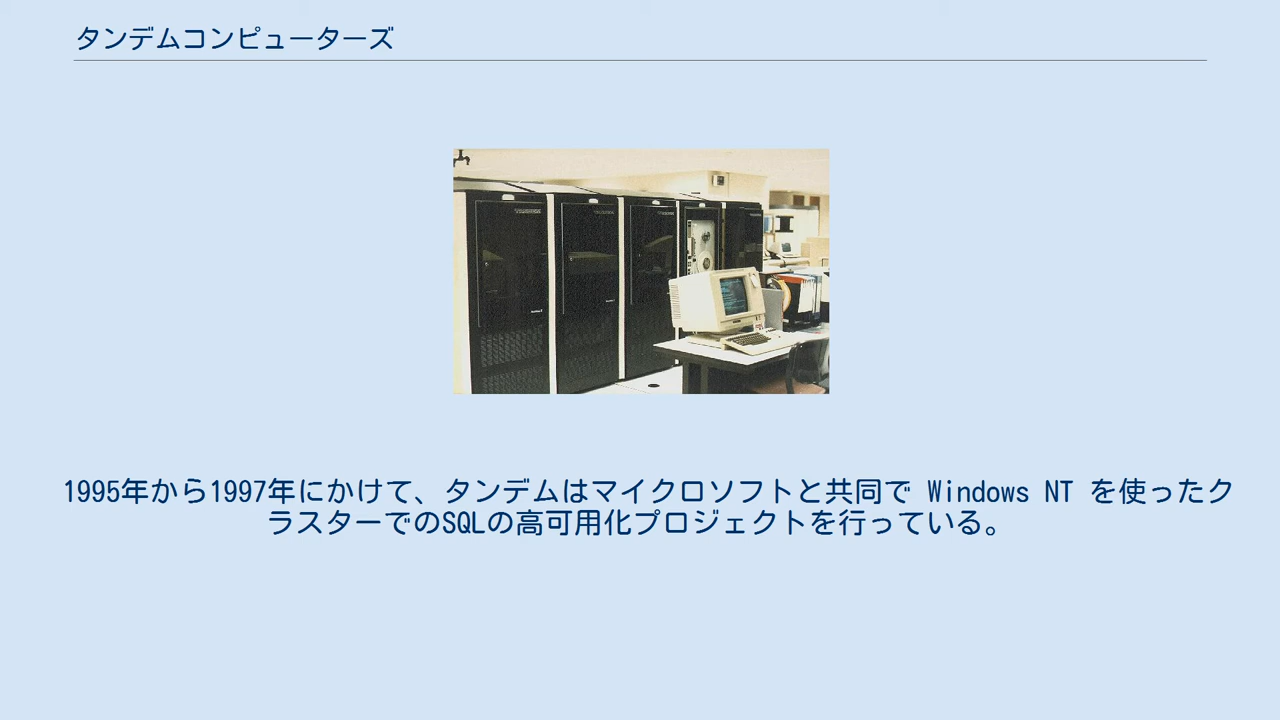 タンデムコンピューターズ
1995年から1997年にかけて、タンデムはマイクロソフトと共同で Windows NT を使ったク
ラスターでのSQLの高可用化プロジェクトを行っている。